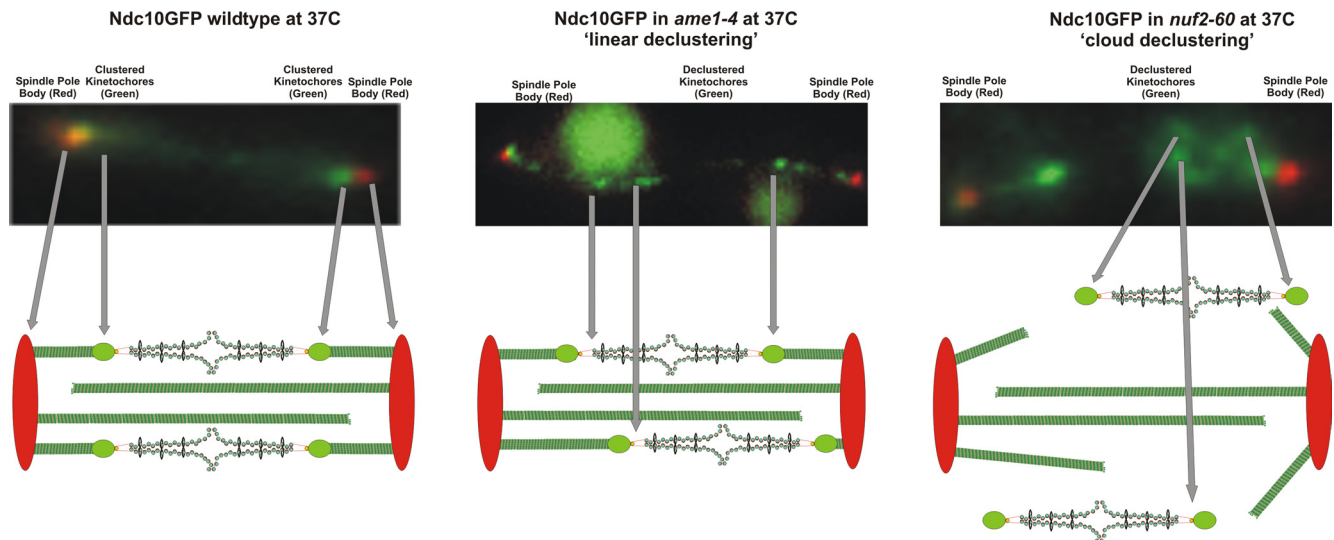 Ndc10GFP wildtype at 37C
Spindle Pole
Body (Red)
Clustered
Kinetochores
(Green)
Clustered
Kinetochores
(Green)
Spindle Pole
Body (Red)
Ndc10GFP in ame1-4 at 37C
‘linear declustering’
Spindle Pole
Body (Red)
Declustered
Kinetochores
(Green)
Spindle Pole
Body (Red)
Ndc10GFP in nuf2-60 at 37C
‘cloud declustering’
Spindle Pole
Body (Red)
Declustered
Kinetochores
(Green)
Spindle Pole
Body (Red)